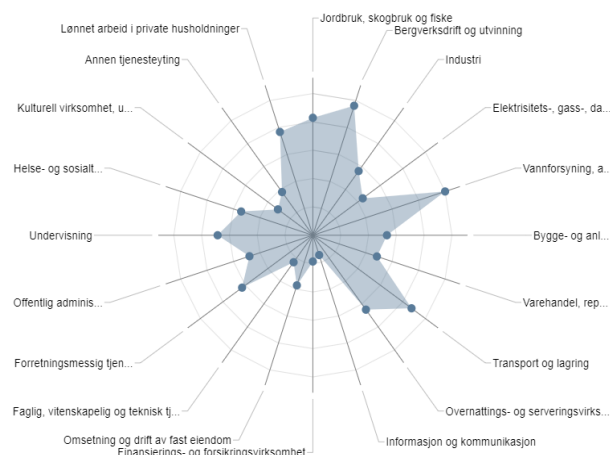 Jordbruk, skogbruk og fiske
Bergverksdrift og utvinning
Industri
Elektrisitets-, gass-, da...
Vannforsyning, a...
Bygge- og anl...
Varehandel, rep...
Transport og lagring
Overnattings- og serveringsvirks...
Informasjon og kommunikasjon
Finansierings- og forsikringsvirksomhet
Omsetning og drift av fast eiendom
Faglig, vitenskapelig og teknisk tj...
Forretningsmessig tjen...
Offentlig adminis...
Undervisning
Helse- og sosialt...
Kulturell virksomhet, u...
Annen tjenesteyting
Lønnet arbeid i private husholdninger